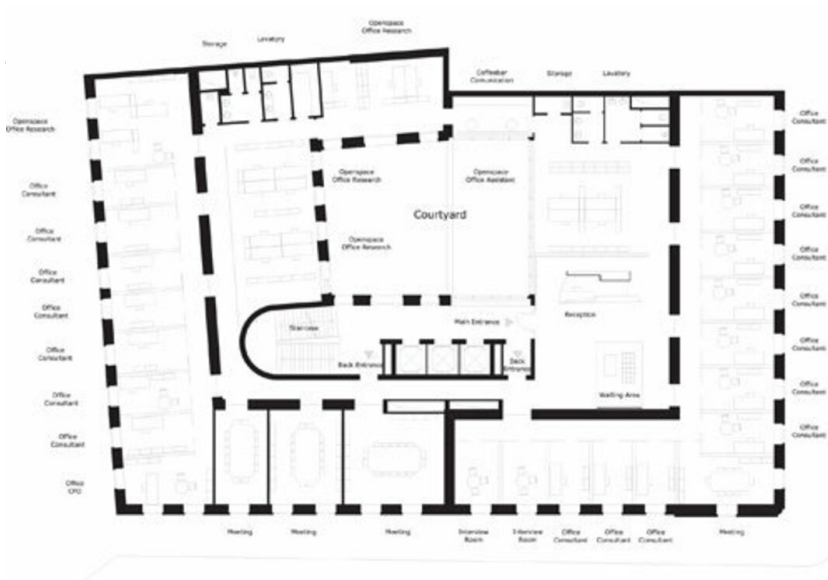 Openspace
Office Research
Storage
Lavatory
Coffeebar
Comunication
Storage
Lavatory
Openspace
Office Research
Office
Consultant
Office
Consultant
Office
Consultant
Office
Consultant
Office
Consultant
Office
Consultant
Office
Consultant
Office
CFO
Openspace
Office Research
Openspace
Office Assistant
Courtyard
Openspace
Office Research
Staircase
Main Entrance
Reception
Back Entrance
Back
Entrance
Waiting Area
Office
Consultant
Office
Consultant
Office
Consultant
Office
Consultant
Office
Consultant
Office
Consultant
Office
Consultant
Office
Consultant
Meeting
Meeting
Meeting
Interview
Room
Interview
Room
Office
Consultant
Office
Consultant
Office
Consultant
Meeting